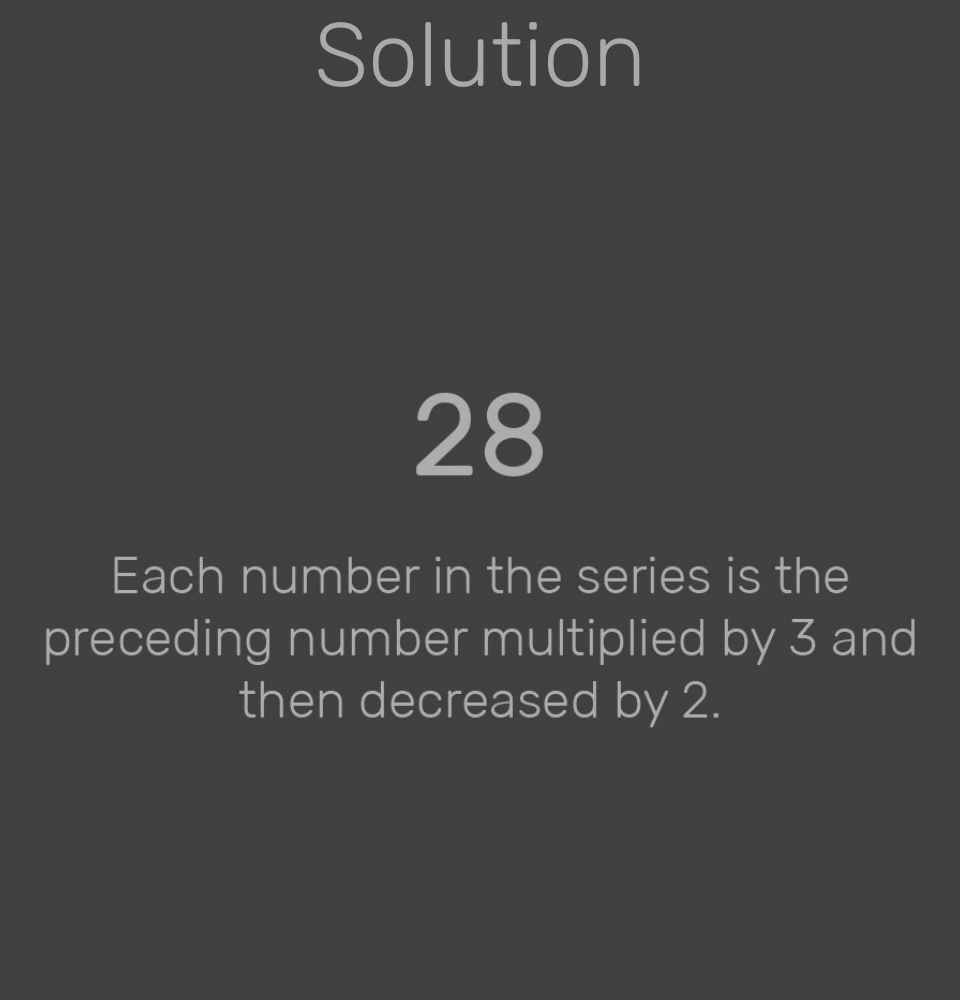 Solution
28
Each number in the series is the
preceding number multiplied by 3 and
then decreased by 2.